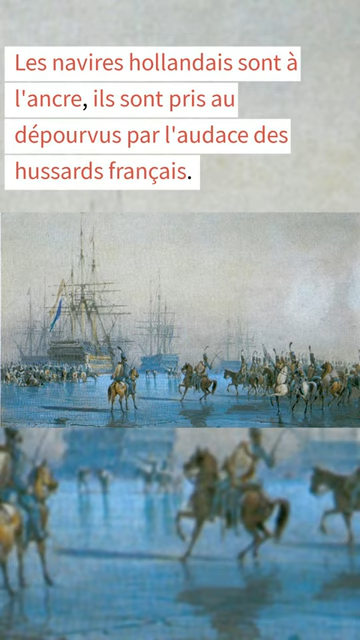 Les navires hollandais sont à
l'ancre, ils sont pris au
dépourvus par l'audace des
hussards français.